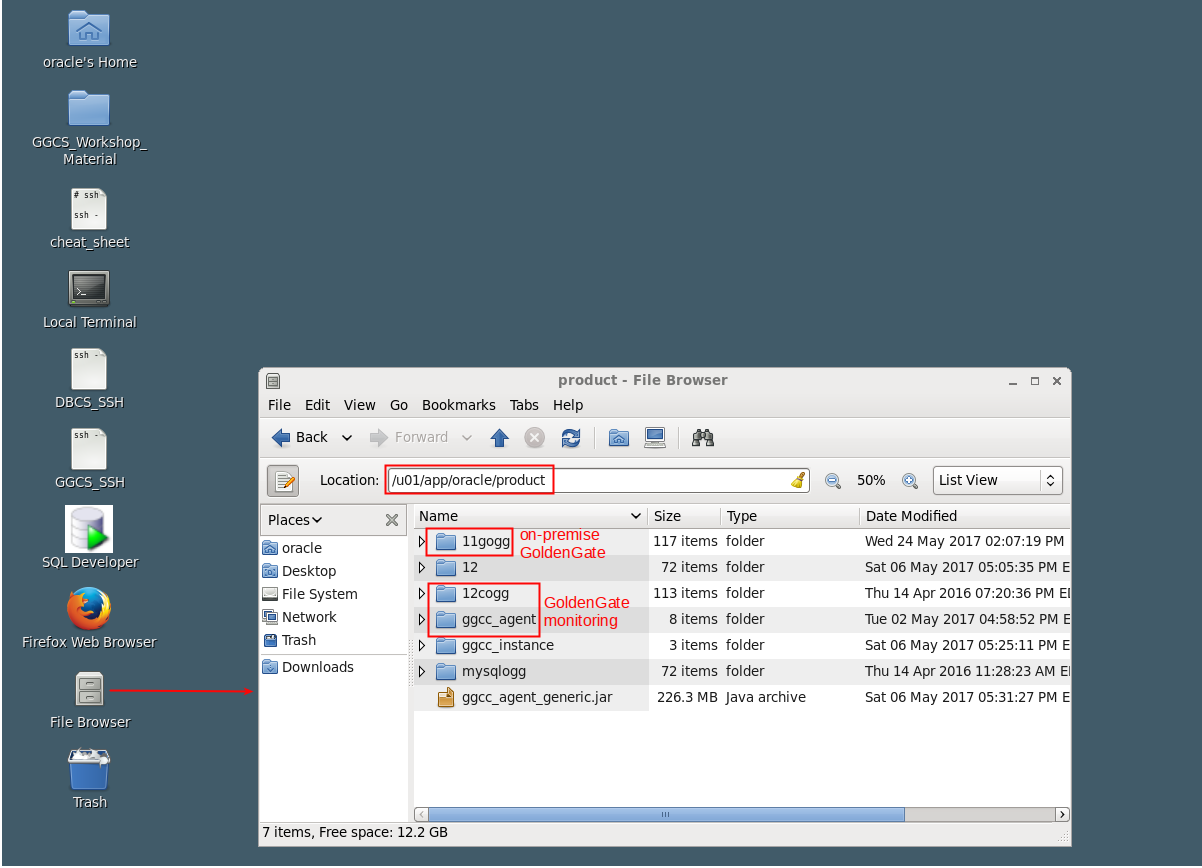 oracle's Home
GGCS_Workshop_
Material
# ssh
ssh -
cheat_sheet
>_
Local Terminal
ssh -
DBCS_SSH
ssh -
GGCS_SSH
SQL Developer
Firefox Web Browser
File Browser
Trash
product - File Browser
File Edit View Go Bookmarks Tabs Help
Back Forward
Location: /u01/app/oracle/product 50% List View
Places
oracle
Desktop
File System
Network
Trash
Downloads
Name Size Type Date Modified
11gogg 117 items folder Wed 24 May 2017 02:07:19 PM
on-premise
GoldenGate
12 72 items folder Sat 06 May 2017 05:05:35 PM E
12cogg 113 items folder Thu 14 Apr 2016 07:20:36 PM EI
GoldenGate
monitoring
ggcc_agent 8 items folder Tue 02 May 2017 04:58:52 PM E
ggcc_instance 3 items folder Sat 06 May 2017 05:25:11 PM E
mysqlogg 72 items folder Thu 14 Apr 2016 11:28:23 AM E
ggcc_agent_generic.jar 226.3 MB Java archive Sat 06 May 2017 05:31:27 PM E
7 items, Free space: 12.2 GB